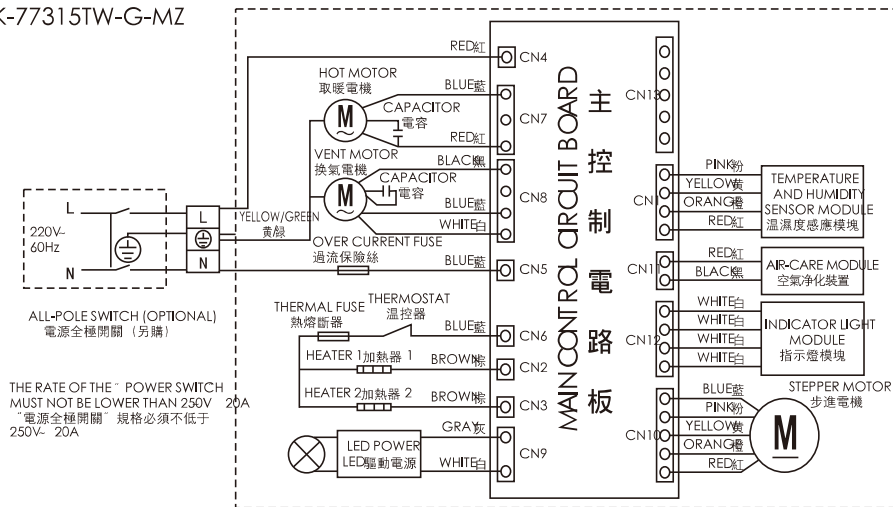 K-77315TW-G-MZ
RED紅
CN4
HOT MOTOR
取暖電機
M
~
BLUE藍
CAPACITOR
電容
RED紅
CN7
VENT MOTOR
換氣電機
M
~
BLACK黑
CAPACITOR
電容
BLUE藍
WHITE白
CN8
L
220V~
60Hz
N
L
N
YELLOW/GREEN
黄/緑
OVER CURRENT FUSE
過流保險絲
BLUE藍
CN5
ALL-POLE SWITCH (OPTIONAL)
電源全極開關 (另購)
THERMAL FUSE
熱熔斷器
THERMOSTAT
温控器
BLUE藍
CN6
HEATER 1加熱器 1
BROWN棕
CN2
HEATER 2加熱器 2
BROWN棕
CN3
THE RATE OF THE " POWER SWITCH
MUST NOT BE LOWER THAN 250V 20A
"電源全極開關" 規格必須不低于
250V~ 20A
LED POWER
LED驅動電源
GRAY灰
WHITE白
CN9
MAIN CONTROL CIRCUIT BOARD
主控制電路板
CN13
CN1
PINK粉
YELLOW黄
ORANGE橙
RED紅
TEMPERATURE
AND HUMIDITY
SENSOR MODULE
温濕度感應模塊
CN11
RED紅
BLACK黑
AIR-CARE MODULE
空氣净化裝置
CN12
WHITE白
WHITE白
WHITE白
WHITE白
INDICATOR LIGHT
MODULE
指示燈模塊
CN10
BLUE藍
PINK粉
YELLOW黄
ORANGE橙
RED紅
STEPPER MOTOR
步進電機
M